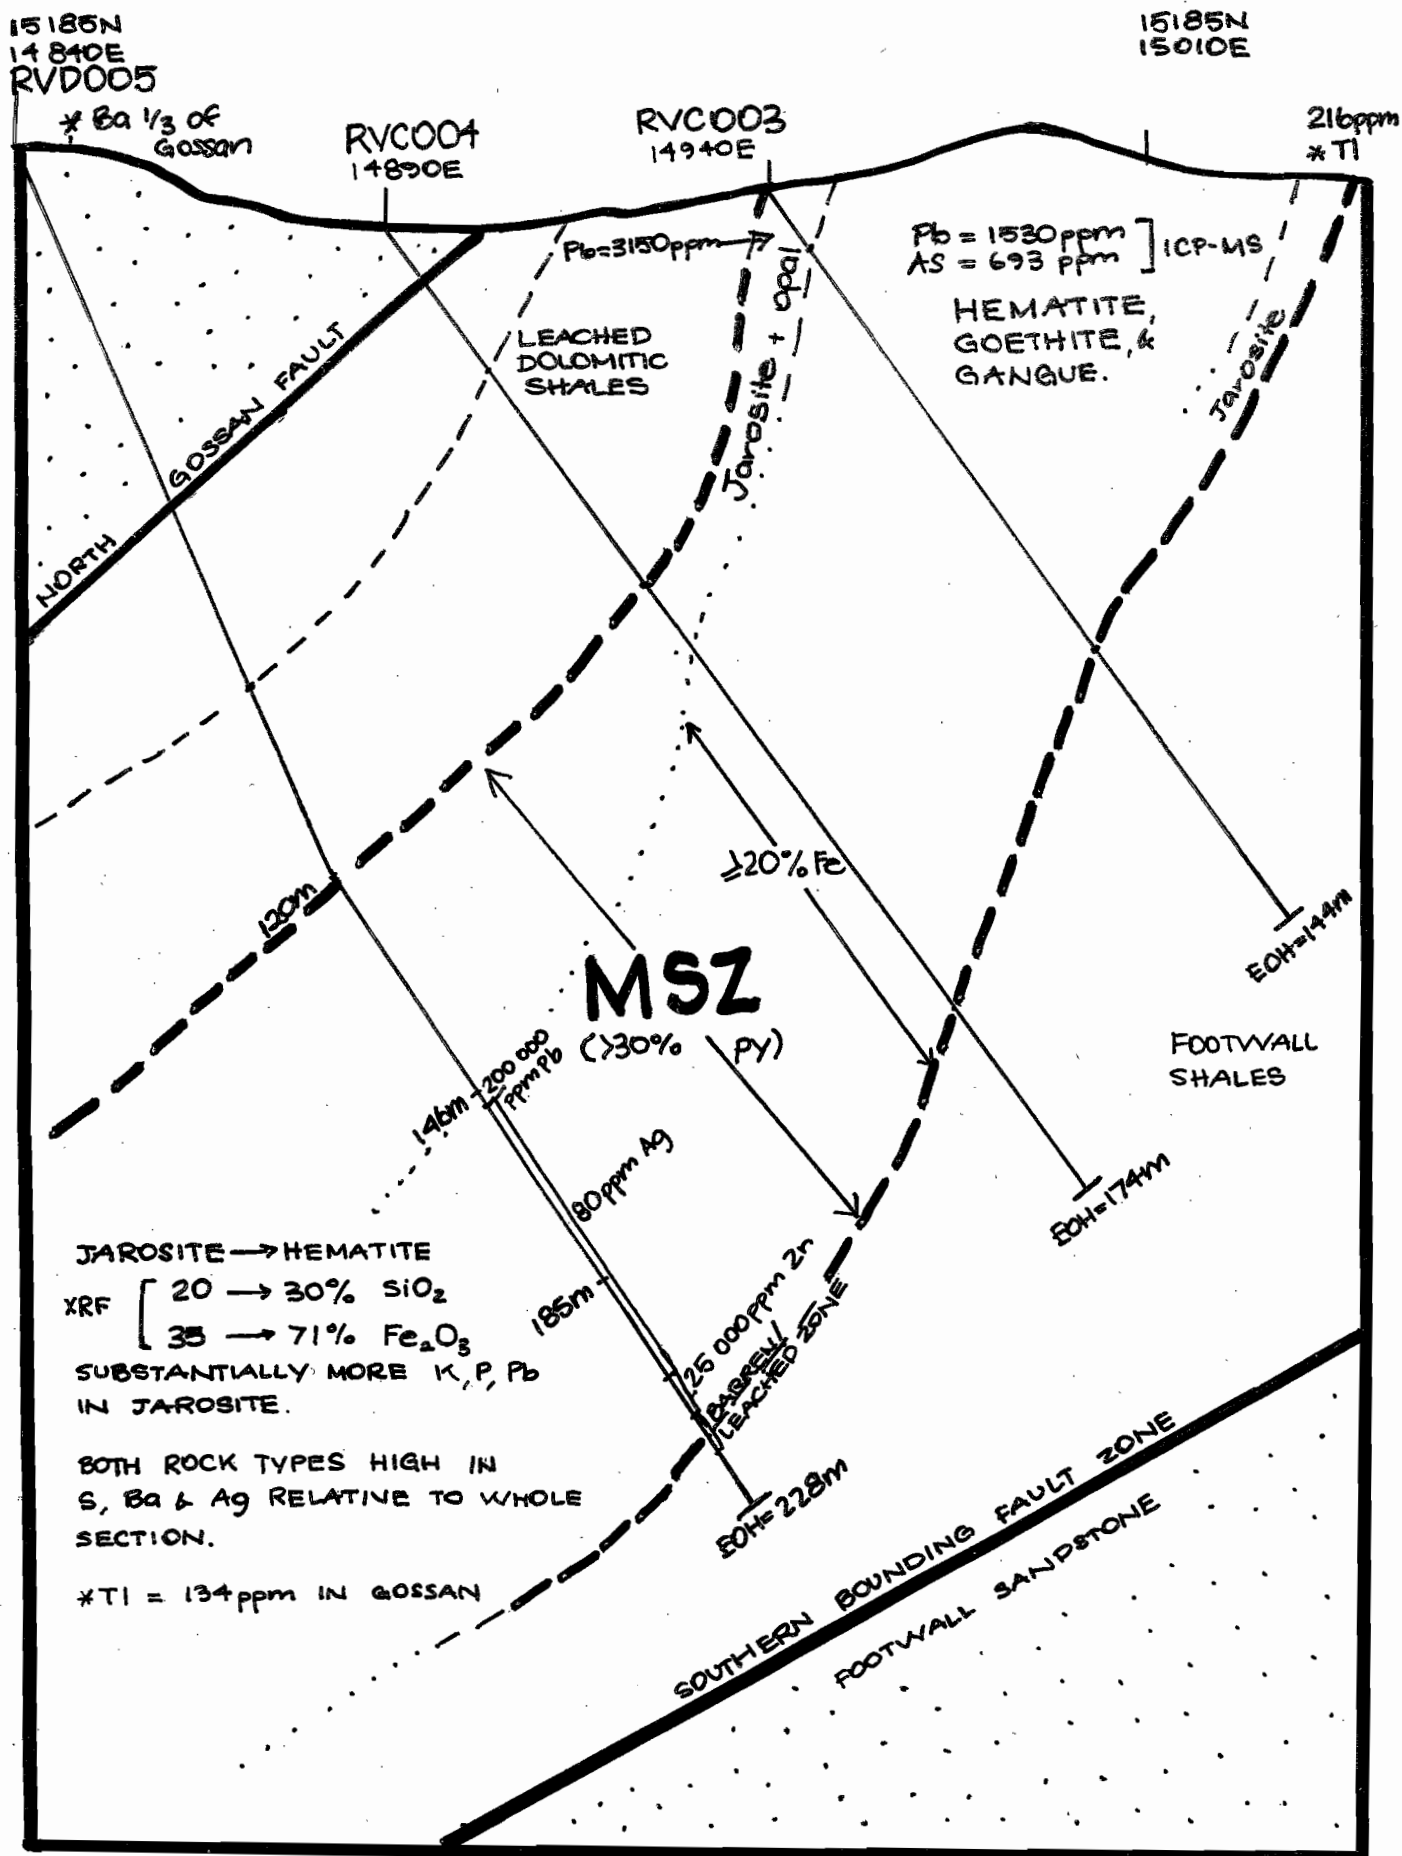 15185N
14840E
RVD005
* Ba 1/3 of
Gossan
RVC004
14890E
RVC003
14940E
15185N
15010E
216ppm
* Tl
Pb=3150ppm
Pb = 1530ppm
AS = 693 ppm
ICP-MS
HEMATITE,
GOETHITE, &
GANGUE.
LEACHED
DOLOMITIC
SHALES
Jarosite + opal
Jarosite
NORTH GOSSAN FAULT
120m
≥20% Fe
MSZ
(>30% PY)
EOH=144m
FOOTWALL
SHALES
146m
200 000
ppm Pb
80ppm Ag
EOH=174m
185m
25 000ppm Zn
BARREN/
LEACHED ZONE
EOH=228m
JAROSITE → HEMATITE
XRF
20 → 30% SiO₂
35 → 71% Fe₂O₃
SUBSTANTIALLY MORE K, P, Pb
IN JAROSITE.
BOTH ROCK TYPES HIGH IN
S, Ba & Ag RELATIVE TO WHOLE
SECTION.
*Tl = 134ppm IN GOSSAN
SOUTHERN BOUNDING FAULT ZONE
FOOTWALL SANDSTONE